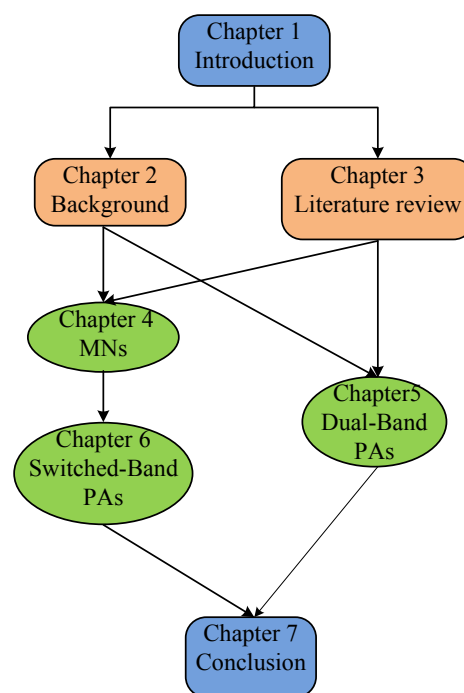 Chapter 1
Introduction
Chapter 2
Background
Chapter 3
Literature review
Chapter 4
MNs
Chapter5
Dual-Band
PAs
Chapter 6
Switched-Band
PAs
Chapter 7
Conclusion